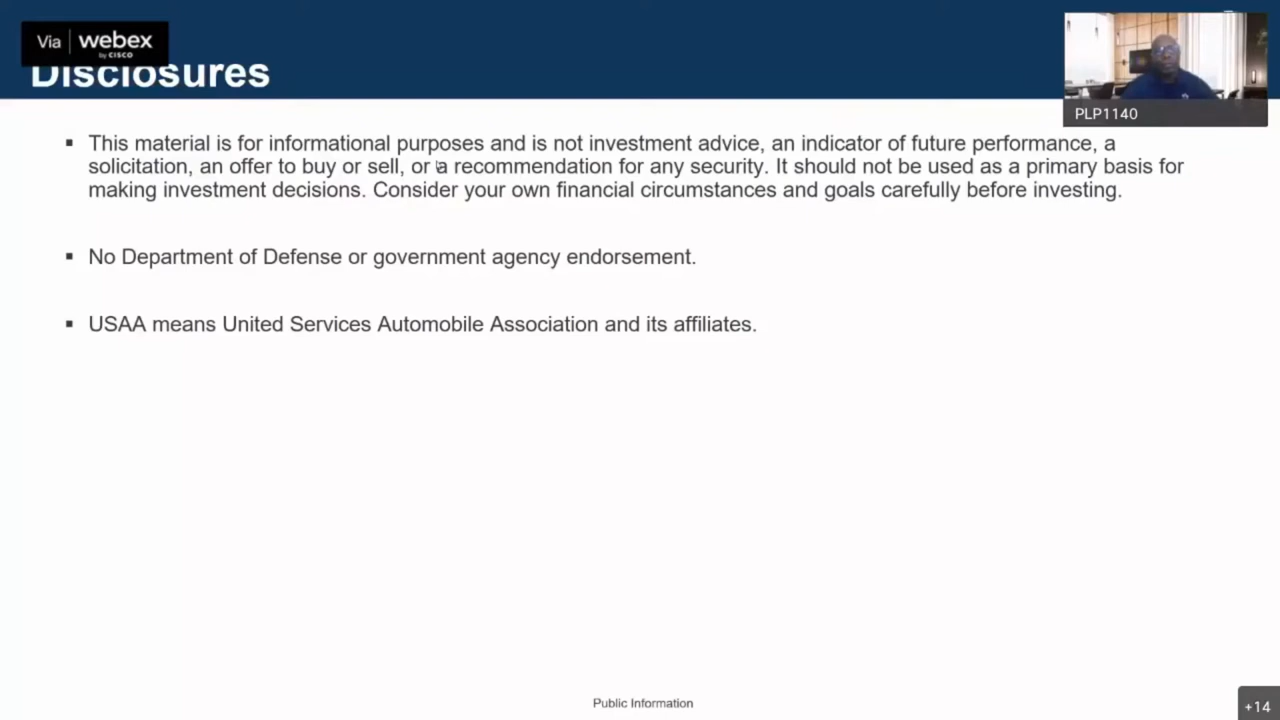 Via webex
by CISCO
Disclosures
PLP1140
▪ This material is for informational purposes and is not investment advice, an indicator of future performance, a
solicitation, an offer to buy or sell, or a recommendation for any security. It should not be used as a primary basis for
making investment decisions. Consider your own financial circumstances and goals carefully before investing.
▪ No Department of Defense or government agency endorsement.
▪ USAA means United Services Automobile Association and its affiliates.
Public Information
+14